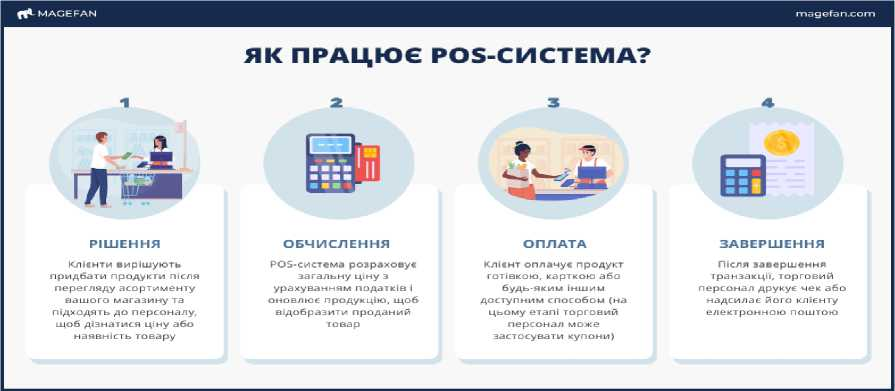 MAGEFAN
magefan.com
ЯК ПРАЦЮЄ POS-СИСТЕМА?
1
2
3
4
РІШЕННЯ
Клієнти вирішують
придбати продукти після
перегляду асортименту
вашого магазину та
підходять до персоналу,
щоб дізнатися ціну або
наявність товару
ОБЧИСЛЕННЯ
POS-система розраховує
загальну ціну з
урахуванням податків і
оновлює продукцію, щоб
відобразити проданий
товар
ОПЛАТА
Клієнт оплачує продукт
готівкою, карткою або
будь-яким іншим
доступним способом (на
цьому етапі торговий
персонал може
застосувати купони)
ЗАВЕРШЕННЯ
Після завершення
транзакції, торговий
персонал друкує чек або
надсилає його клієнту
електронною поштою